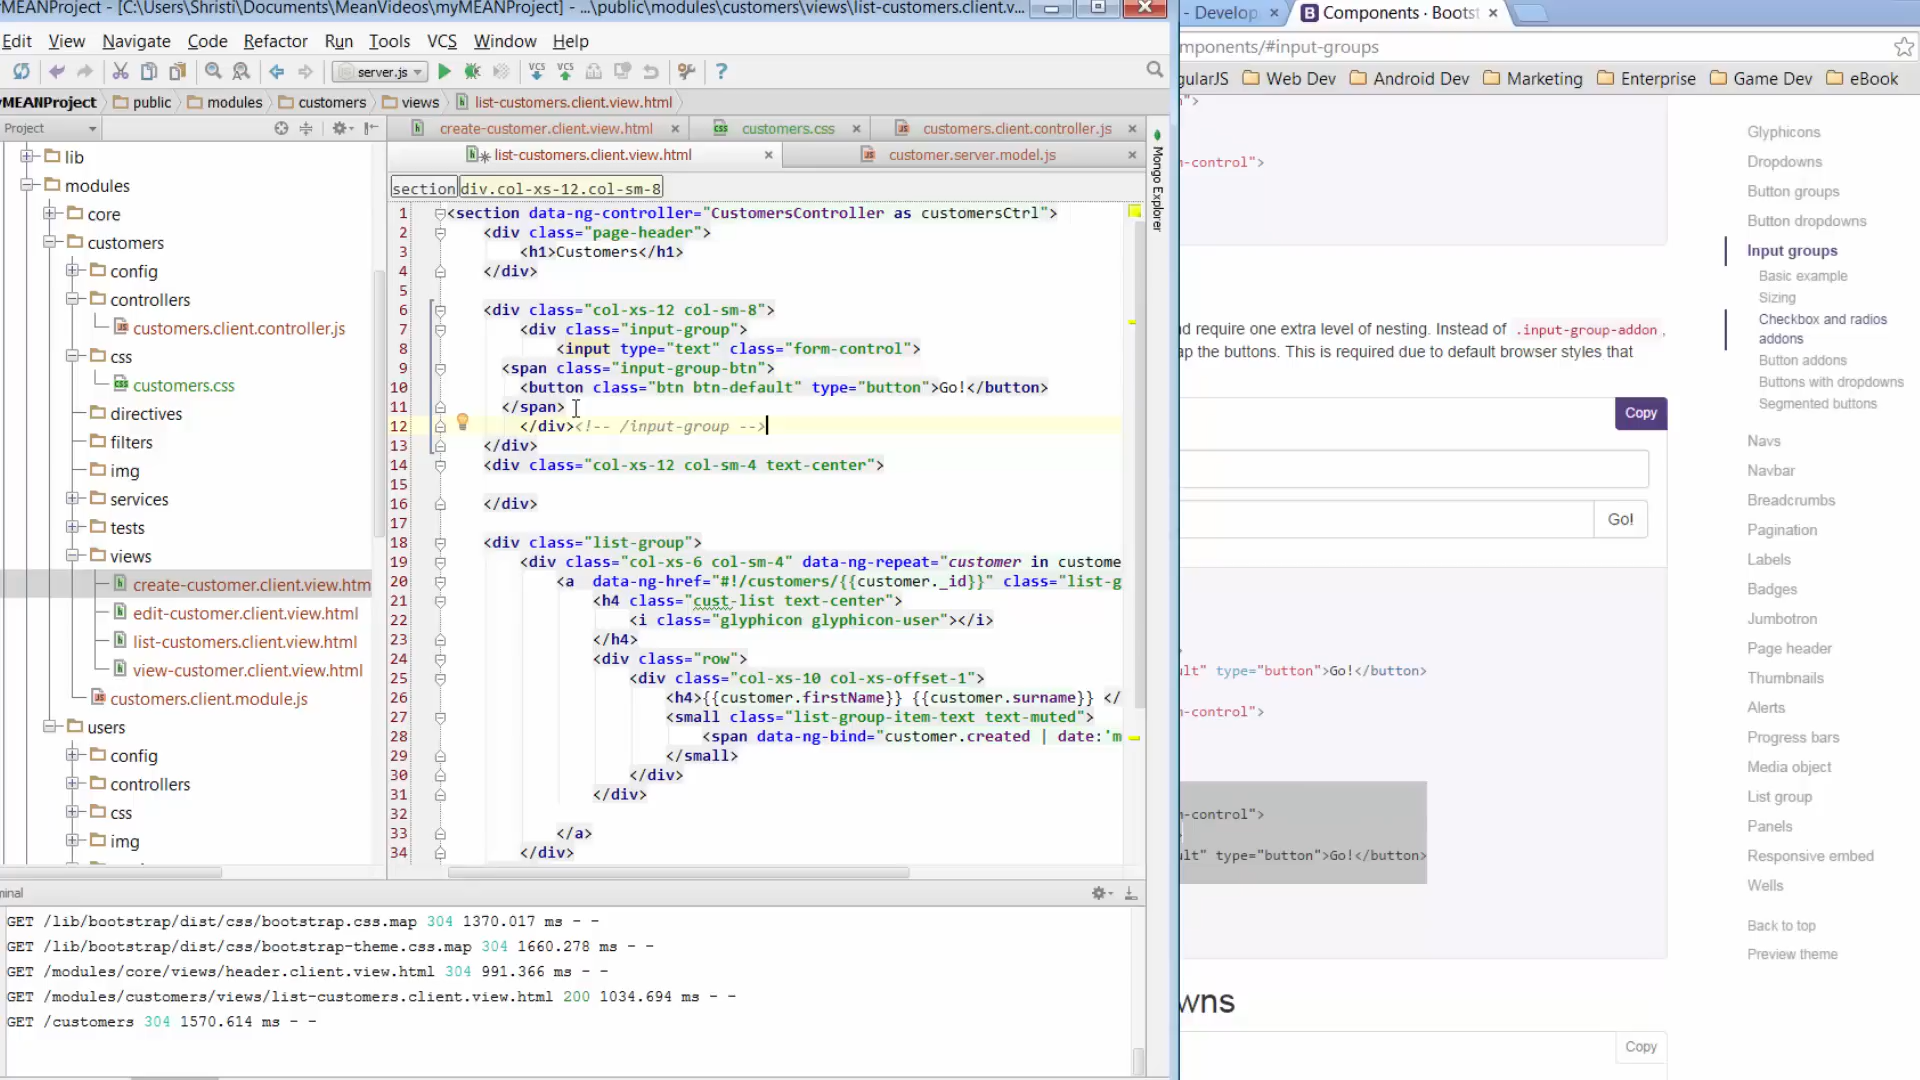 myMEANProject] - [C:\Users\Shristi\Documents\MeanVideos\myMEANProject] - ...\public\modules\customers\views\list-customers.client.v...
Edit View Navigate Code Refactor Run Tools VCS Window Help
server.js
VCS VCS
MEANProject public modules customers views list-customers.client.view.html
Project
create-customer.client.view.html customers.css customers.client.controller.js
list-customers.client.view.html customer.server.model.js
Mongo Explorer
lib
modules
core
customers
config
controllers
customers.client.controller.js
css
customers.css
directives
filters
img
services
tests
views
create-customer.client.view.htm
edit-customer.client.view.html
list-customers.client.view.html
view-customer.client.view.html
customers.client.module.js
users
config
controllers
css
img
section div.col-xs-12.col-sm-8
1 <section data-ng-controller="CustomersController as customersCtrl">
2 <div class="page-header">
3 <h1>Customers</h1>
4 </div>
5
6 <div class="col-xs-12 col-sm-8">
7 <div class="input-group">
8 <input type="text" class="form-control">
9 <span class="input-group-btn">
10 <button class="btn btn-default" type="button">Go!</button>
11 </span>
12 </div><!-- /input-group -->
13 </div>
14 <div class="col-xs-12 col-sm-4 text-center">
15
16 </div>
17
18 <div class="list-group">
19 <div class="col-xs-6 col-sm-4" data-ng-repeat="customer in custome
20 <a data-ng-href="#!/customers/{{customer._id}}" class="list-g
21 <h4 class="cust-list text-center">
22 <i class="glyphicon glyphicon-user"></i>
23 </h4>
24 <div class="row">
25 <div class="col-xs-10 col-xs-offset-1">
26 <h4>{{customer.firstName}} {{customer.surname}} </
27 <small class="list-group-item-text text-muted">
28 <span data-ng-bind="customer.created | date:'m
29 </small>
30 </div>
31 </div>
32
33 </a>
34 </div>
minal
GET /lib/bootstrap/dist/css/bootstrap.css.map 304 1370.017 ms - -
GET /lib/bootstrap/dist/css/bootstrap-theme.css.map 304 1660.278 ms - -
GET /modules/core/views/header.client.view.html 304 991.366 ms - -
GET /modules/customers/views/list-customers.client.view.html 200 1034.694 ms - -
GET /customers 304 1570.614 ms - -
- Develop Components · Bootst
mponents/#input-groups
gularJS Web Dev Android Dev Marketing Enterprise Game Dev eBook
">
-control">
nd require one extra level of nesting. Instead of .input-group-addon,
ap the buttons. This is required due to default browser styles that
Copy
Go!
ult" type="button">Go!</button>
n-control">
n-control">
ult" type="button">Go!</button>
wns
Copy
Glyphicons
Dropdowns
Button groups
Button dropdowns
Input groups
Basic example
Sizing
Checkbox and radios
addons
Button addons
Buttons with dropdowns
Segmented buttons
Navs
Navbar
Breadcrumbs
Pagination
Labels
Badges
Jumbotron
Page header
Thumbnails
Alerts
Progress bars
Media object
List group
Panels
Responsive embed
Wells
Back to top
Preview theme